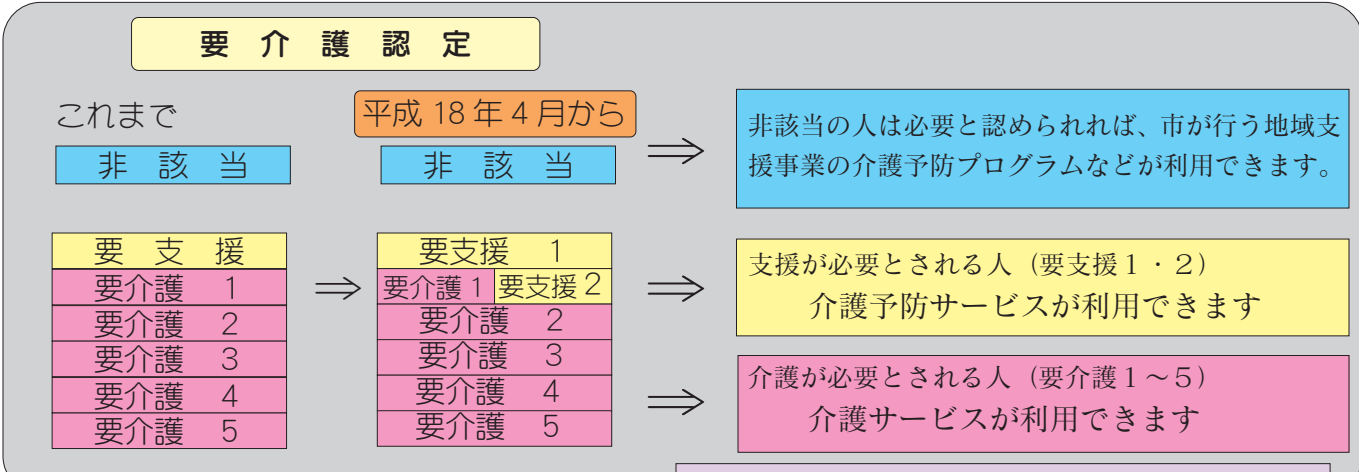 要介護認定
これまで
非該当
要支援
要介護 1
要介護 2
要介護 3
要介護 4
要介護 5
⇒
平成 18 年 4 月から
非該当
要支援 1
要介護 1 要支援 2
要介護 2
要介護 3
要介護 4
要介護 5
⇒
非該当の人は必要と認められれば、市が行う地域支
援事業の介護予防プログラムなどが利用できます。
⇒
支援が必要とされる人（要支援１・２）
介護予防サービスが利用できます
⇒
介護が必要とされる人（要介護１～５）
介護サービスが利用できます